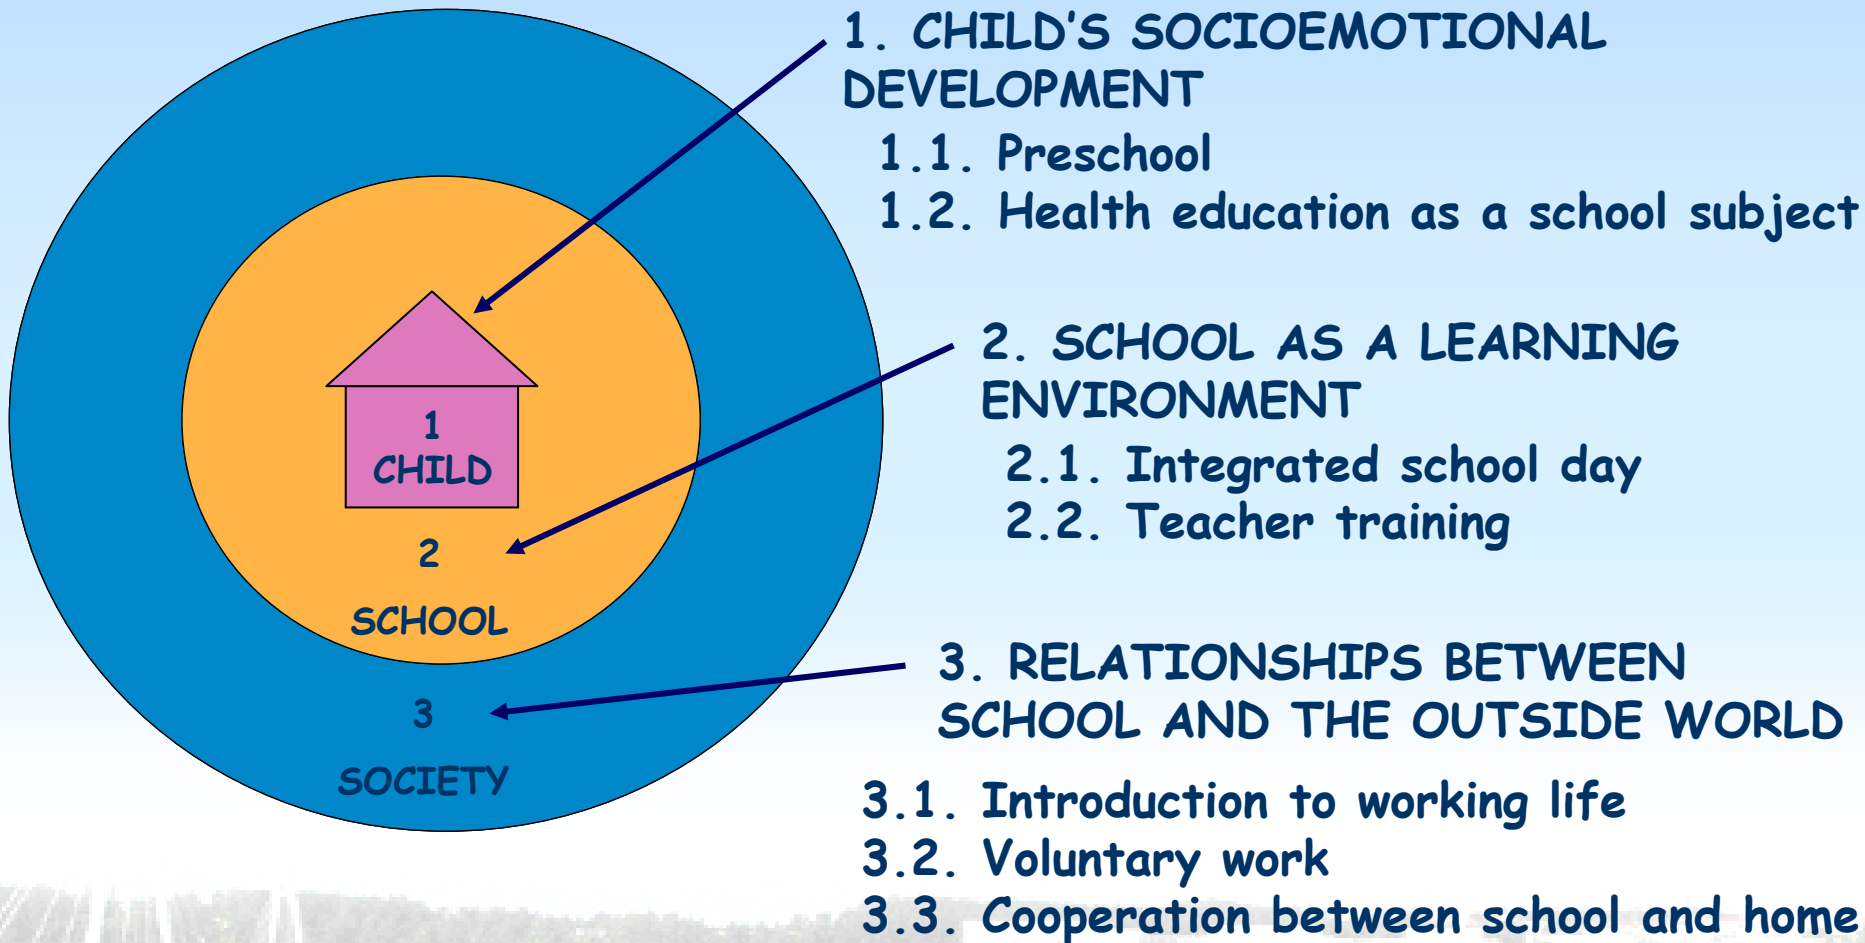 1. CHILD'S SOCIOEMOTIONAL
DEVELOPMENT
1.1. Preschool
1.2. Health education as a school subject
2. SCHOOL AS A LEARNING
ENVIRONMENT
2.1. Integrated school day
2.2. Teacher training
3. RELATIONSHIPS BETWEEN
SCHOOL AND THE OUTSIDE WORLD
3.1. Introduction to working life
3.2. Voluntary work
3.3. Cooperation between school and home
1
CHILD
2
SCHOOL
3
SOCIETY